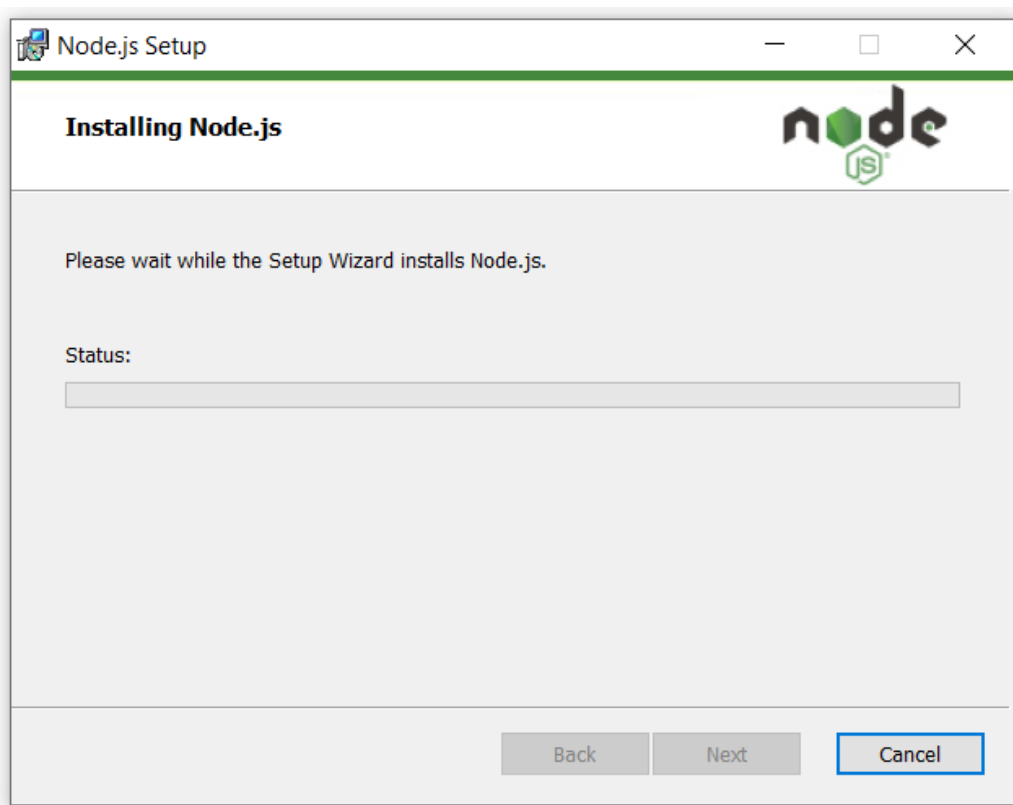 Node.js Setup
Installing Node.js
node
JS®
Please wait while the Setup Wizard installs Node.js.
Status:
Back
Next
Cancel